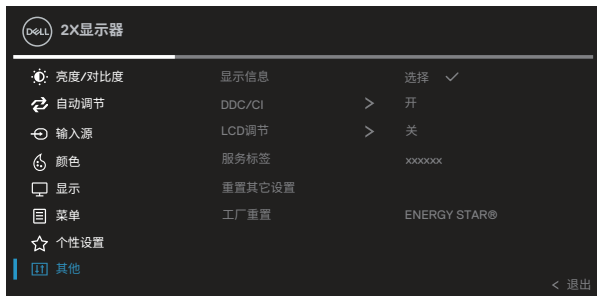 DELL 2X显示器
亮度/对比度 显示信息 选择
自动调节 DDC/CI > 开
输入源 LCD调节 > 关
颜色 服务标签 xxxxxx
显示 重置其它设置
菜单 工厂重置 ENERGY STAR®
个性设置
其他
< 退出